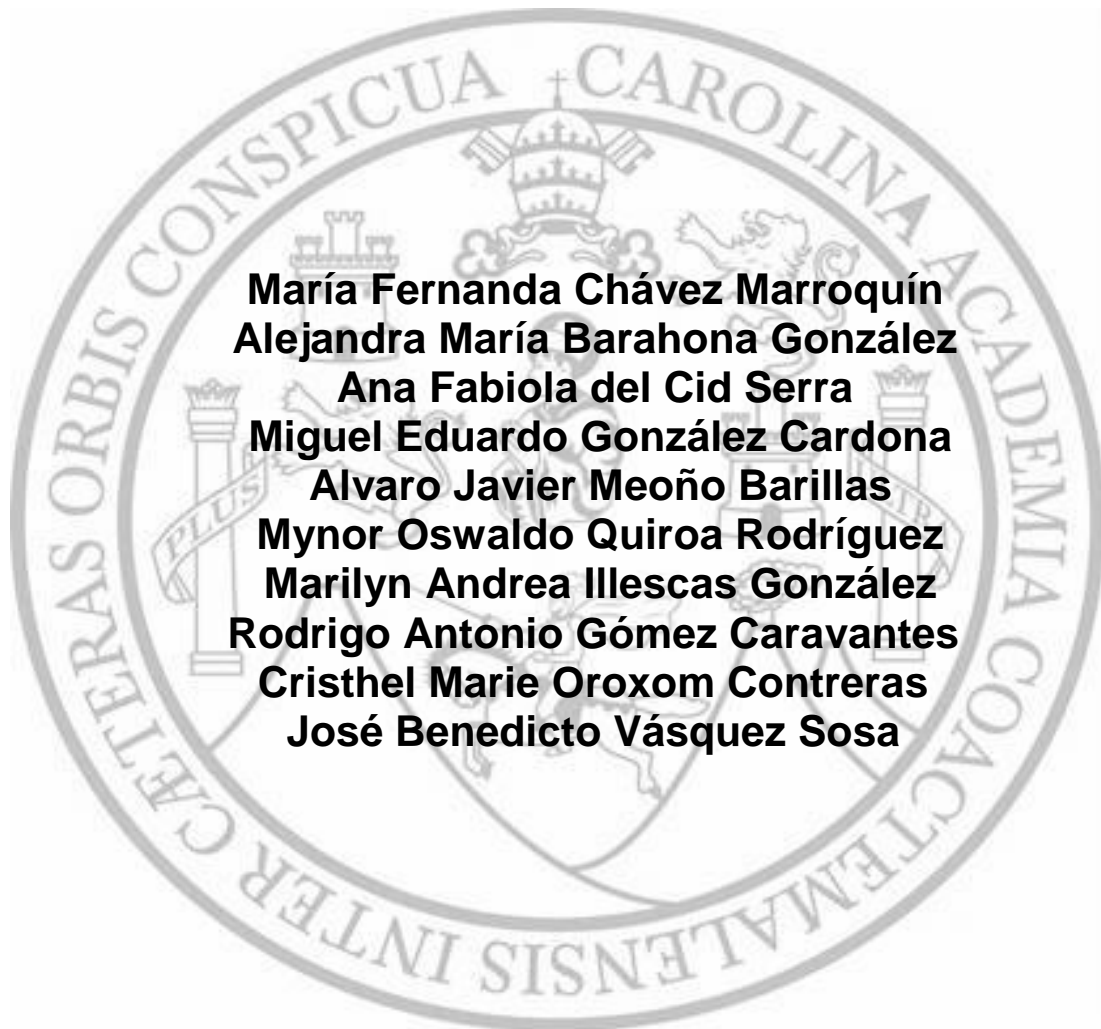 CAROLINA ACADEMIA COACTEMALENSIS INTER CÆTERAS ORBIS CONSPICUA
María Fernanda Chávez Marroquín
Alejandra María Barahona González
Ana Fabiola del Cid Serra
Miguel Eduardo González Cardona
Alvaro Javier Meoño Barillas
PLUS
Mynor Oswaldo Quiroa Rodríguez
Marilyn Andrea Illescas González
Rodrigo Antonio Gómez Caravantes
Cristhel Marie Oroxom Contreras
José Benedicto Vásquez Sosa